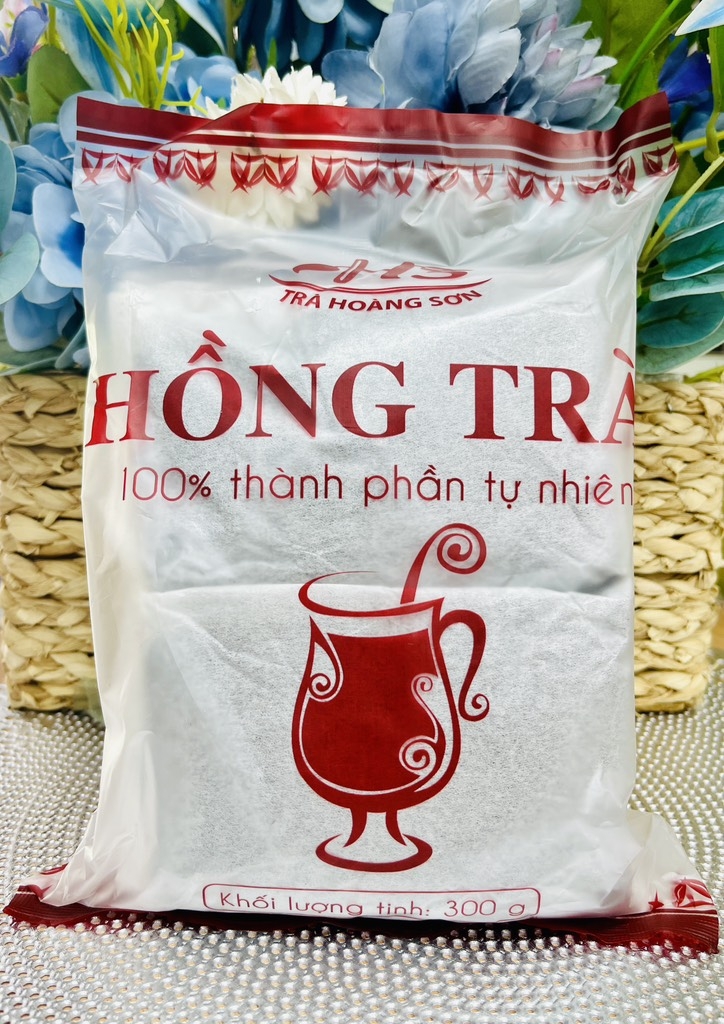 HS
TRÀ HOÀNG SƠN
HỒNG TRÀ
100% thành phần tự nhiên
Khối lượng tịnh: 300 g